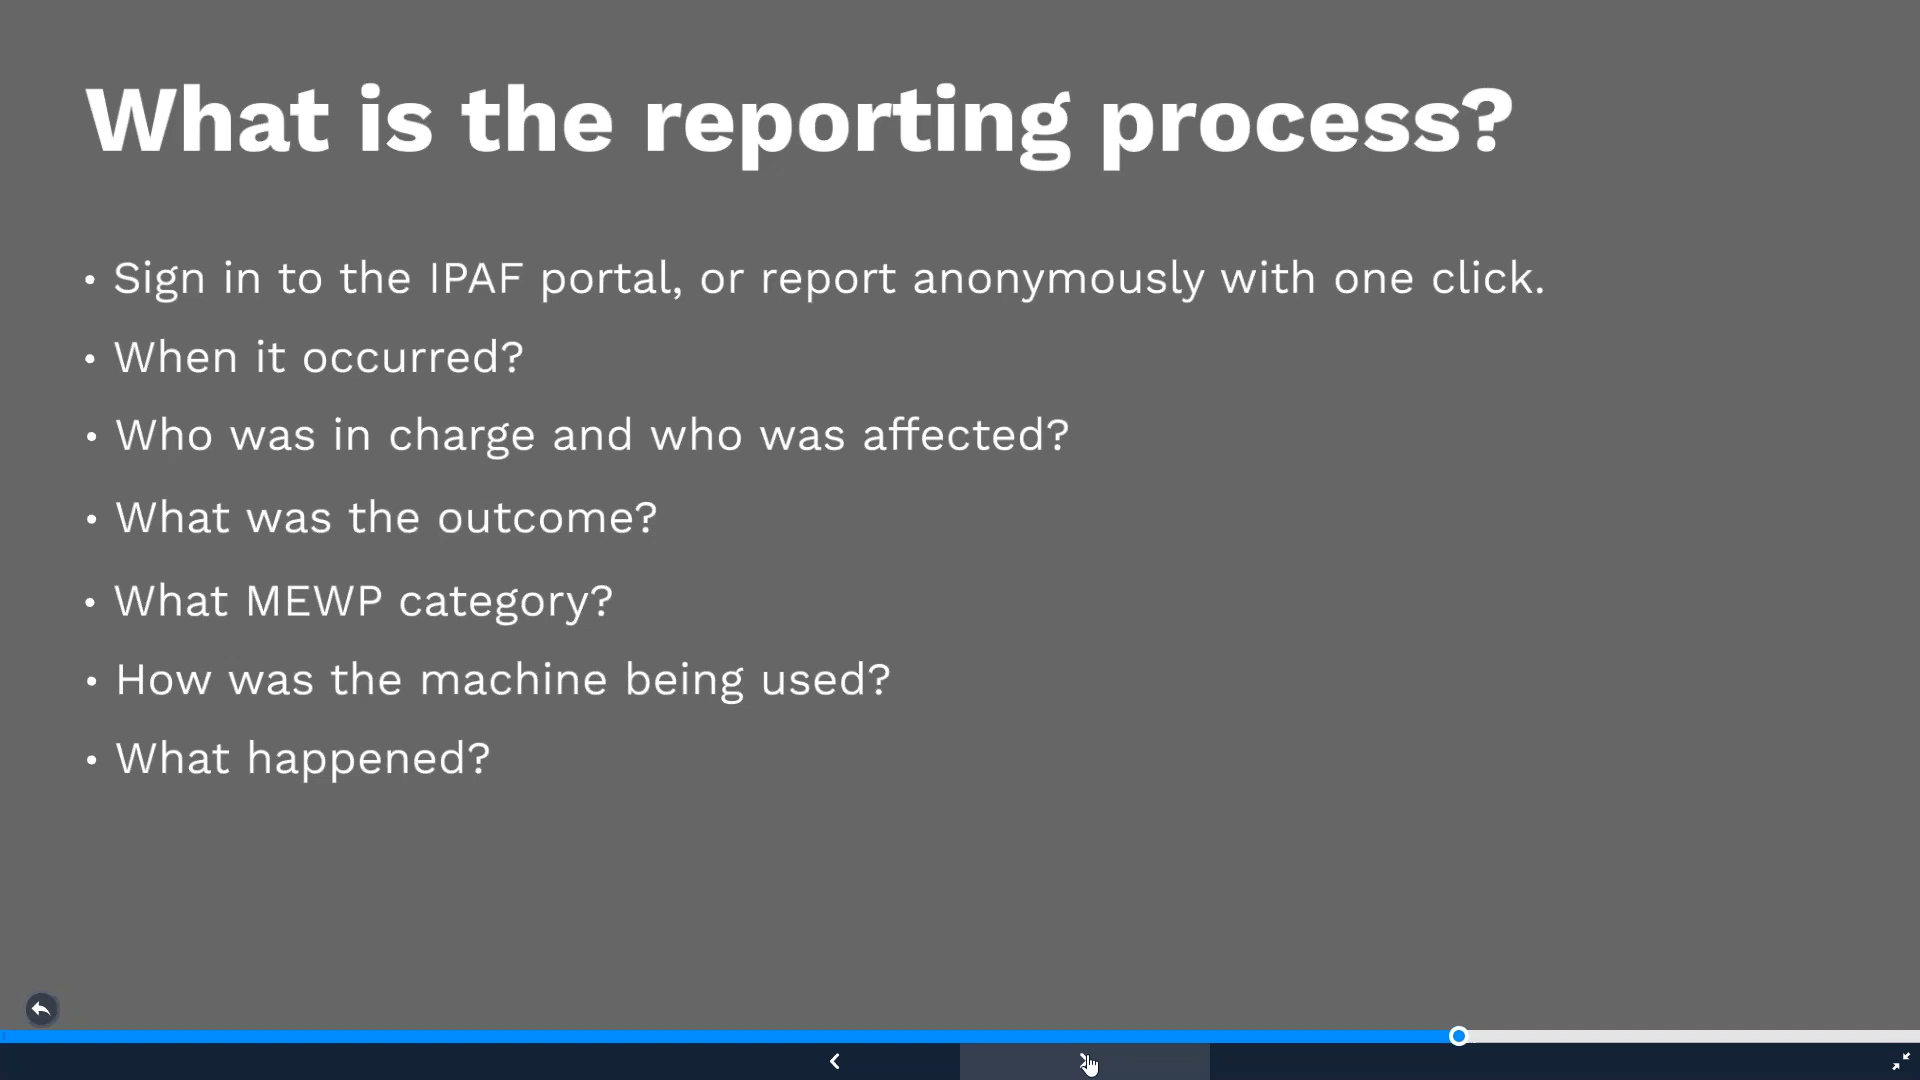 What is the reporting process?
• Sign in to the IPAF portal, or report anonymously with one click.
• When it occurred?
• Who was in charge and who was affected?
• What was the outcome?
• What MEWP category?
• How was the machine being used?
• What happened?